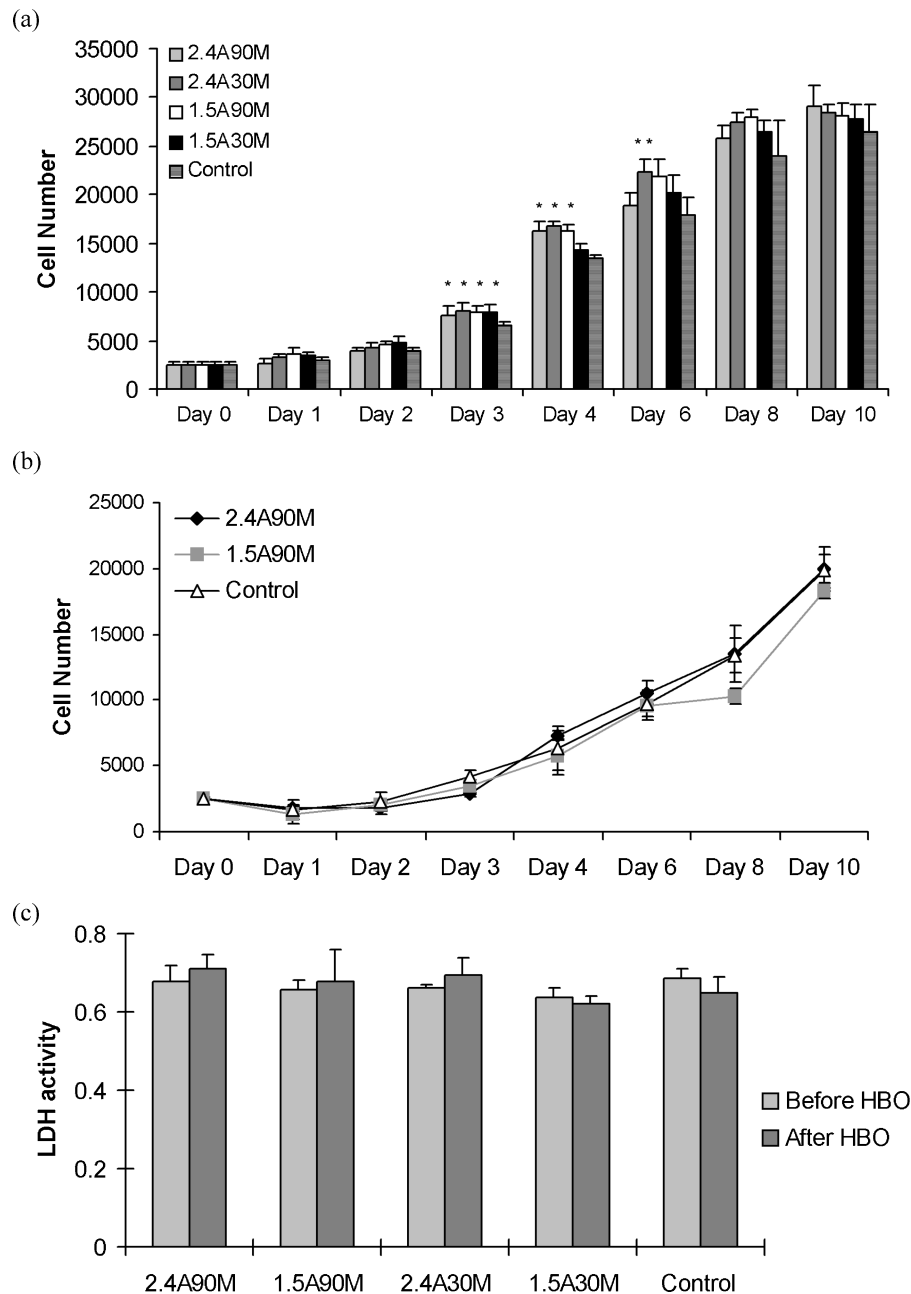 (a)
35000
30000
25000
20000
15000
10000
5000
0
Cell Number
2.4A90M
2.4A30M
1.5A90M
1.5A30M
Control
* * * *
* * *
* *
Day 0 Day 1 Day 2 Day 3 Day 4 Day 6 Day 8 Day 10
(b)
25000
20000
15000
10000
5000
0
Cell Number
2.4A90M
1.5A90M
Control
Day 0 Day 1 Day 2 Day 3 Day 4 Day 6 Day 8 Day 10
(c)
0.8
0.6
0.4
0.2
0
LDH activity
Before HBO
After HBO
2.4A90M 1.5A90M 2.4A30M 1.5A30M Control